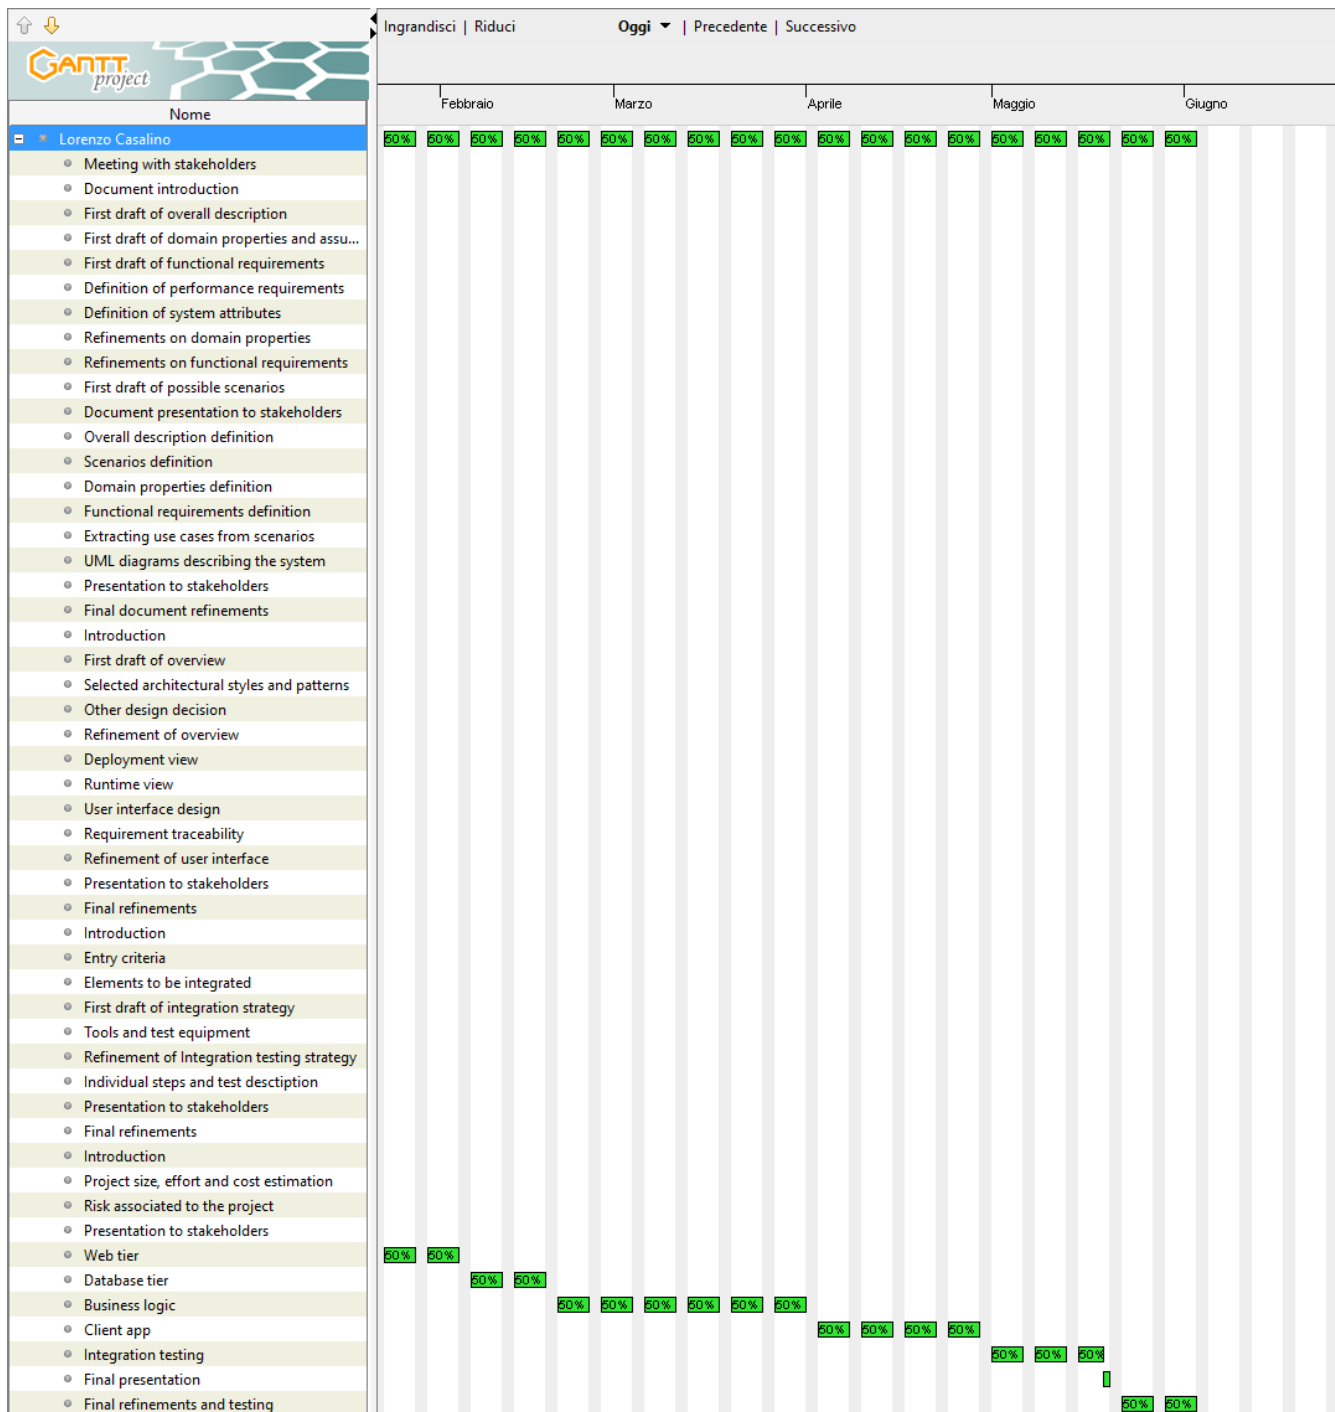 Ingrandisci | Riduci Oggi | Precedente | Successivo
GANTT
project
Febbraio Marzo Aprile Maggio Giugno
Nome
Lorenzo Casalino 50% 50% 50% 50% 50% 50% 50% 50% 50% 50% 50% 50% 50% 50% 50% 50% 50% 50% 50%
Meeting with stakeholders
Document introduction
First draft of overall description
First draft of domain properties and assu...
First draft of functional requirements
Definition of performance requirements
Definition of system attributes
Refinements on domain properties
Refinements on functional requirements
First draft of possible scenarios
Document presentation to stakeholders
Overall description definition
Scenarios definition
Domain properties definition
Functional requirements definition
Extracting use cases from scenarios
UML diagrams describing the system
Presentation to stakeholders
Final document refinements
Introduction
First draft of overview
Selected architectural styles and patterns
Other design decision
Refinement of overview
Deployment view
Runtime view
User interface design
Requirement traceability
Refinement of user interface
Presentation to stakeholders
Final refinements
Introduction
Entry criteria
Elements to be integrated
First draft of integration strategy
Tools and test equipment
Refinement of Integration testing strategy
Individual steps and test desctiption
Presentation to stakeholders
Final refinements
Introduction
Project size, effort and cost estimation
Risk associated to the project
Presentation to stakeholders
Web tier 50% 50%
Database tier 50% 50%
Business logic 50% 50% 50% 50% 50% 50%
Client app 50% 50% 50% 50%
Integration testing 50% 50% 50%
Final presentation
Final refinements and testing 50% 50%